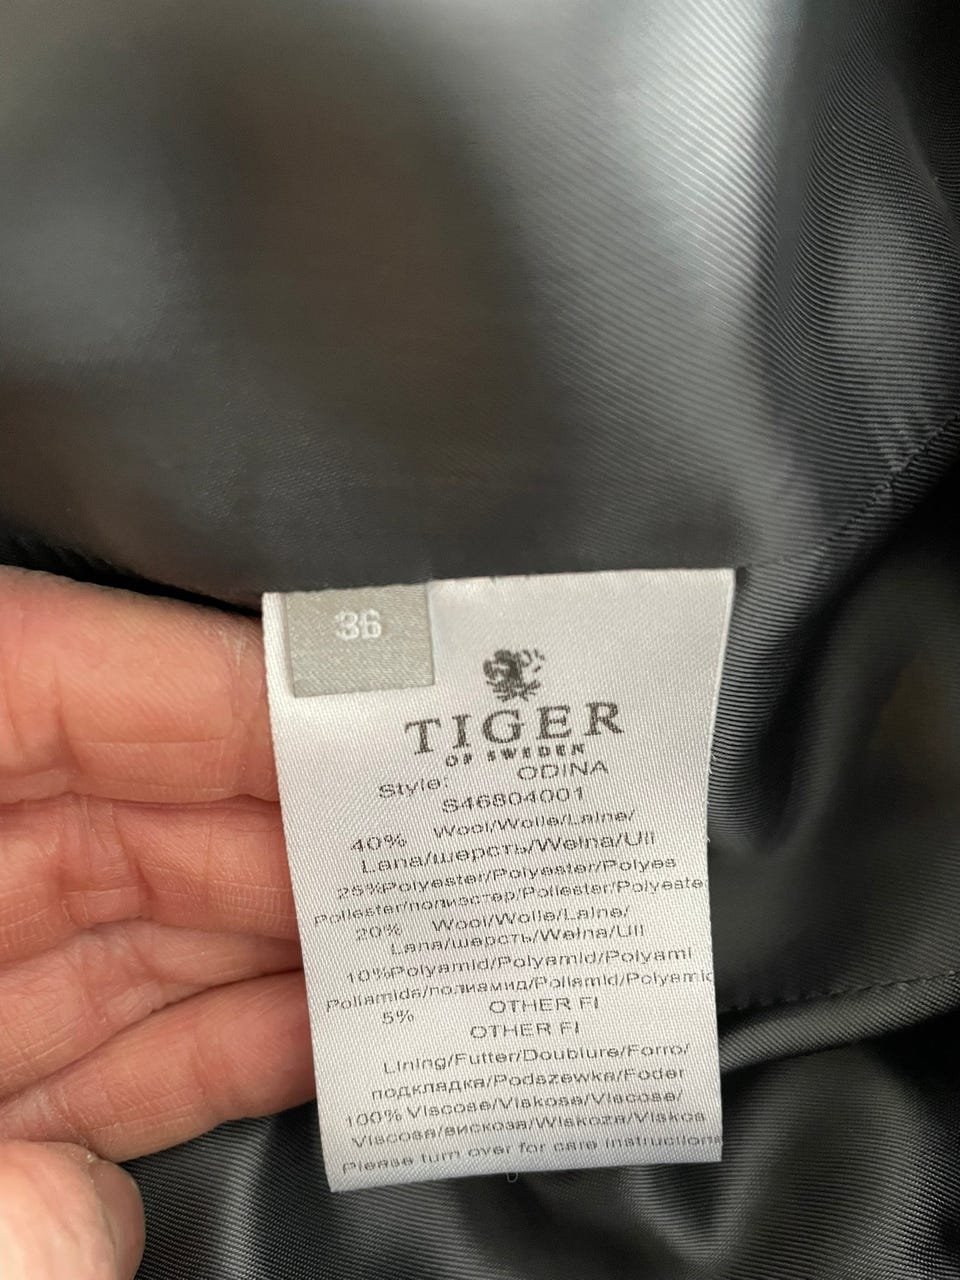 36
TIGER
OF SWEDEN
Style: ODINA
S46804001
40% Wool/Wolle/Laine/
Lana/шерсть/Wełna/Ull
25%Polyester/Polyester/Polyes
Poliester/полиэстер/Poliester/Polyeste
20% Wool/Wolle/Laine/
Lana/шерсть/Wełna/Ull
10%Polyamid/Polyamid/Polyami
Poliamida/полиамид/Poliamid/Polyamid
5% OTHER FI
OTHER FI
Lining/Futter/Doublure/Forro/
подкладка/Podszewka/Foder
100% Viscose/Viskose/Viscose/
Viscosa/вискоза/Wiskoza/Viskos
Please turn over for care instructions